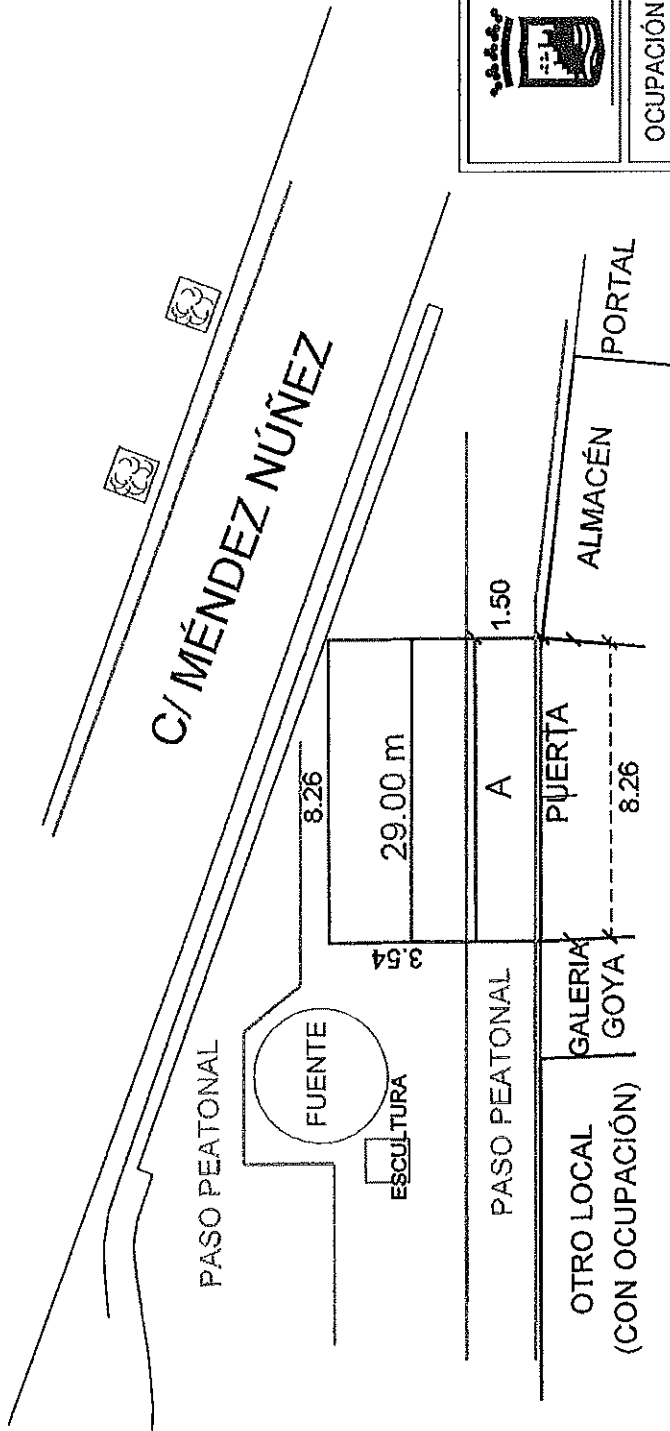 C/ MÉNDEZ NÚÑEZ
PASO PEATONAL
FUENTE
ESCULTURA
8.26
3.54
29.00 m
PASO PEATONAL
A
1.50
OTRO LOCAL
(CON OCUPACIÓN)
GALERIA
GOYA
PUERTA
8.26
ALMACÉN
PORTAL
OCUPACIÓN